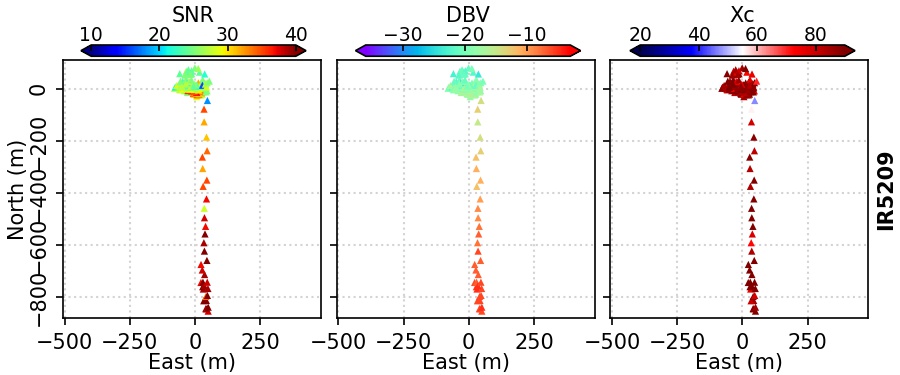 SNR DBV Xc
10 20 30 40 −30 −20 −10 20 40 60 80
North (m)
0
−200
−400
−600
−800
IR5209
−500 −250 0 250 −500 −250 0 250 −500 −250 0 250
East (m) East (m) East (m)